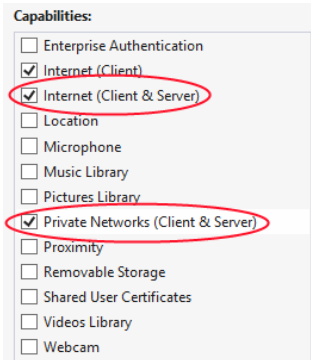 Capabilities:
Enterprise Authentication
Internet (Client)
Internet (Client & Server)
Location
Microphone
Music Library
Pictures Library
Private Networks (Client & Server)
Proximity
Removable Storage
Shared User Certificates
Videos Library
Webcam